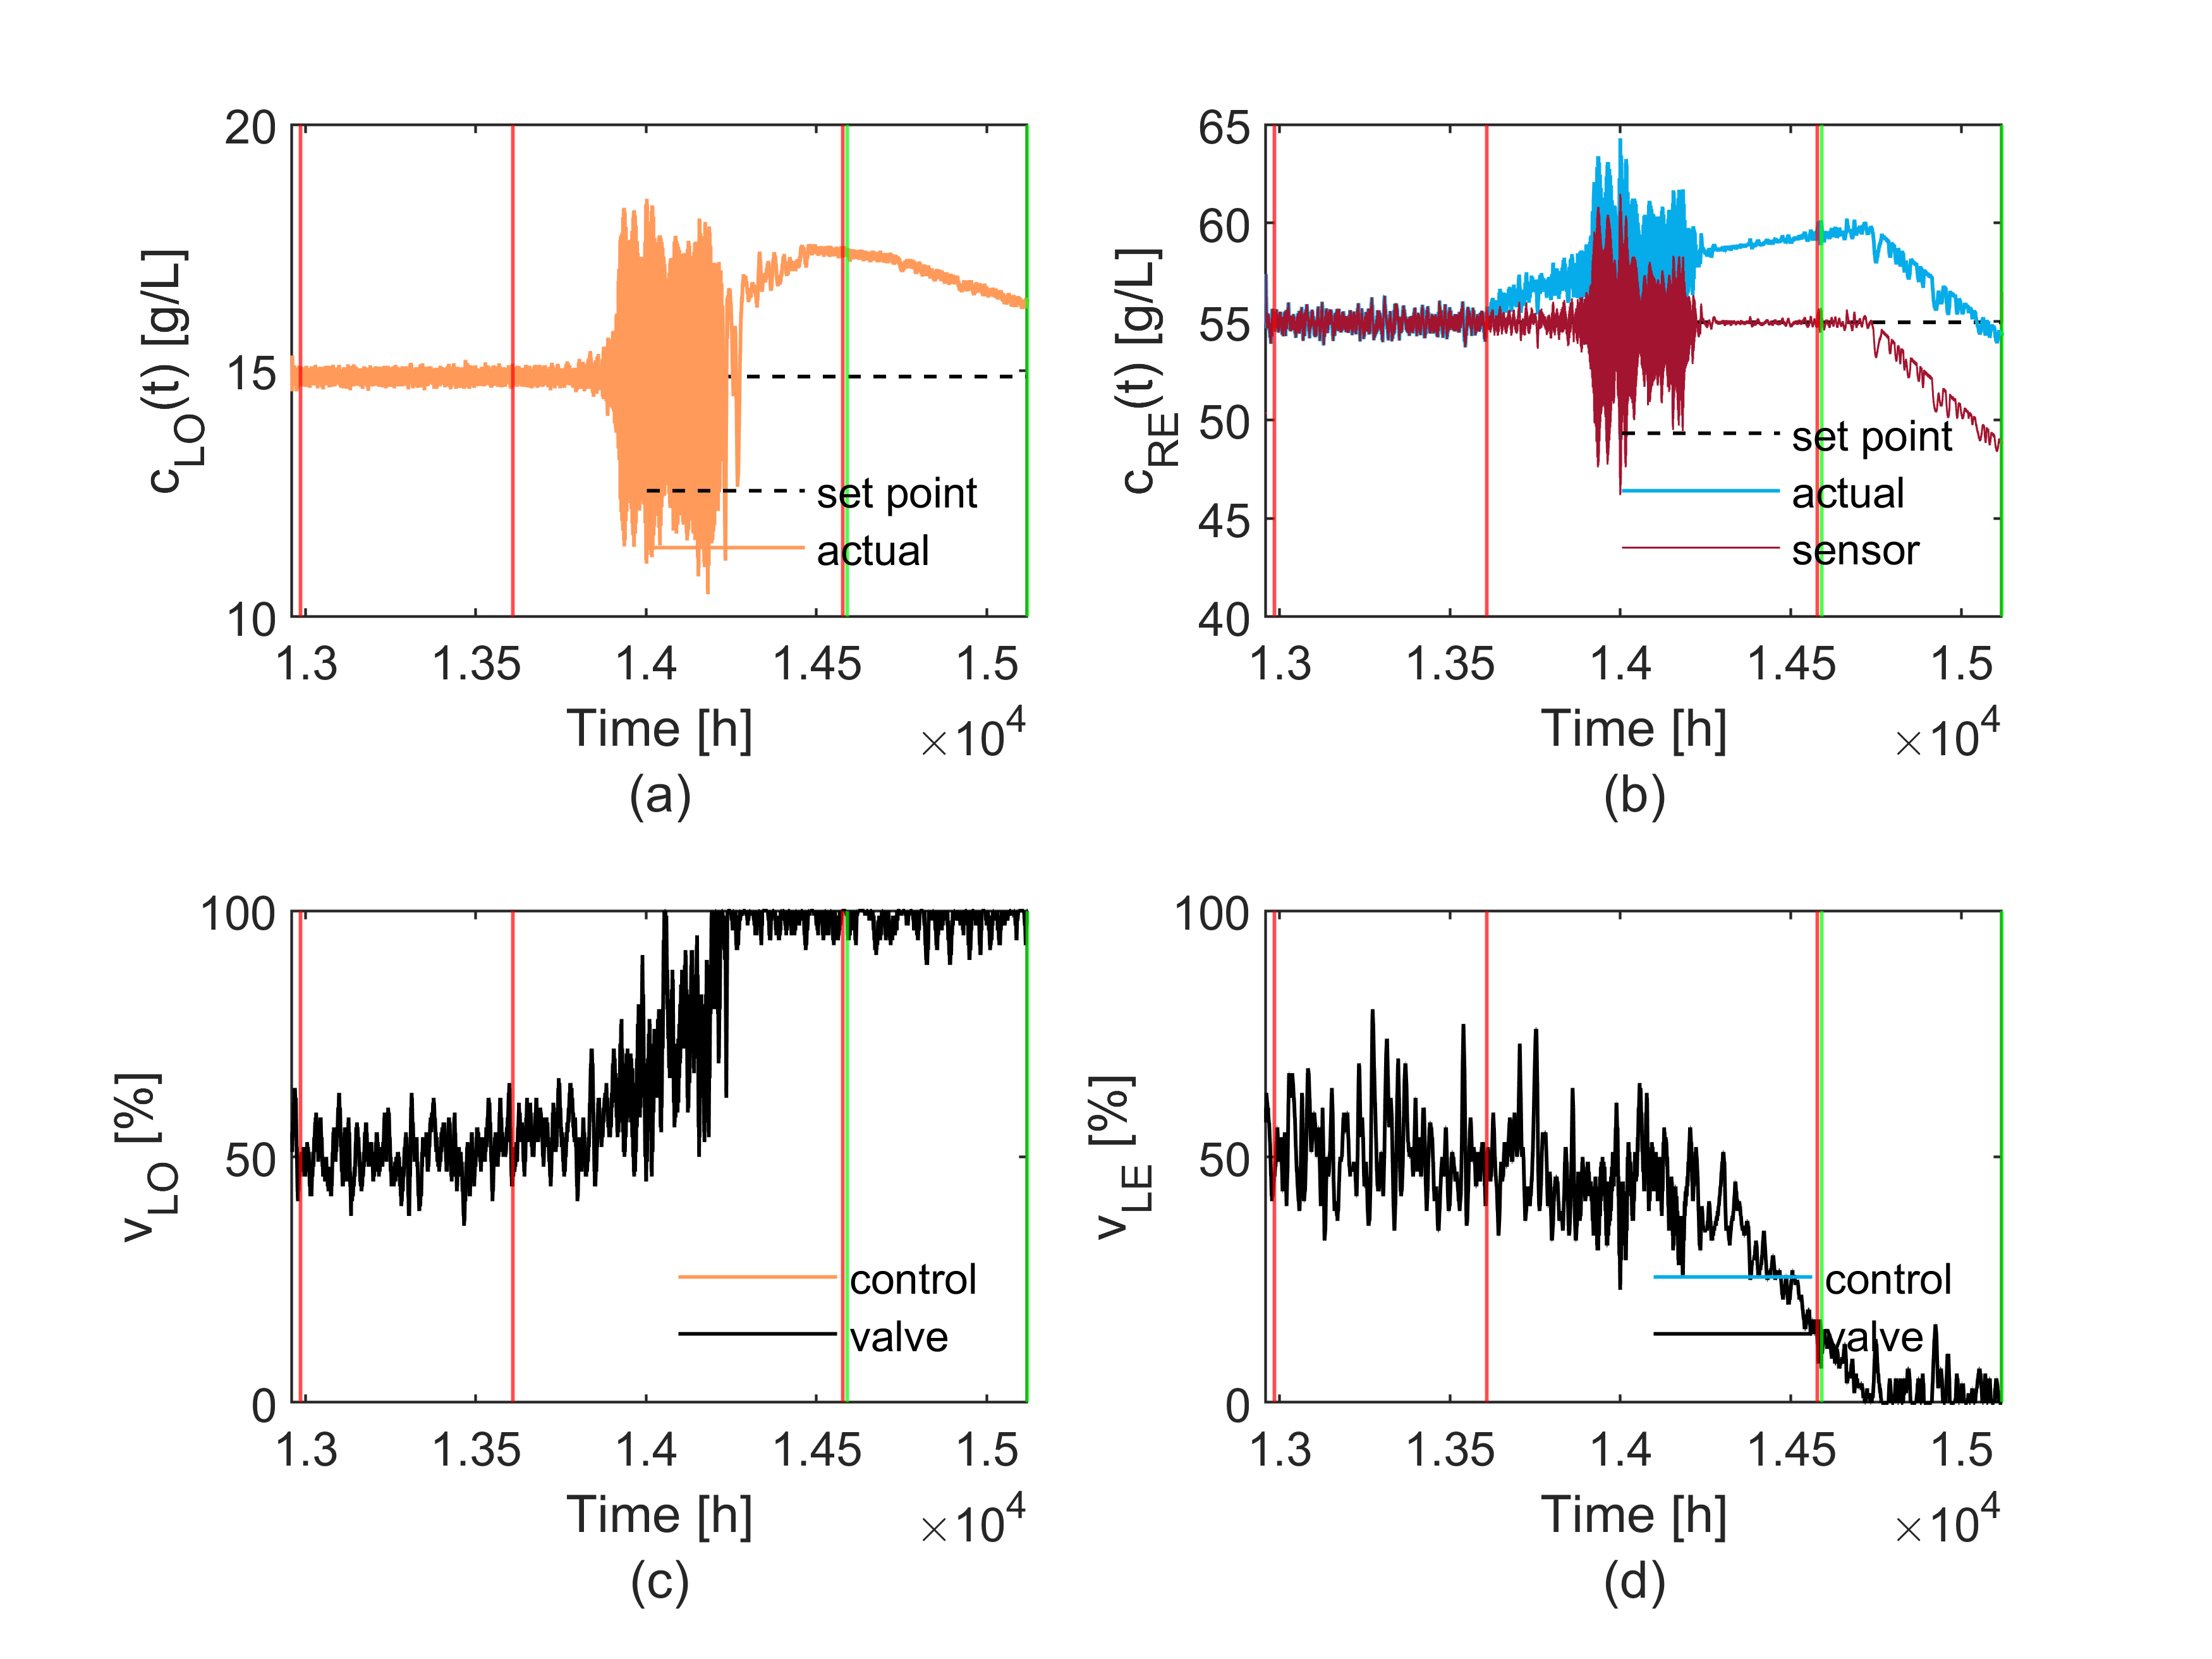 20
15
10
c_LO(t) [g/L]
set point
actual
1.3 1.35 1.4 1.45 1.5
Time [h]
×10^4
(a)
65
60
55
50
45
40
c_RE(t) [g/L]
set point
actual
sensor
1.3 1.35 1.4 1.45 1.5
Time [h]
×10^4
(b)
100
50
0
v_LO [%]
control
valve
1.3 1.35 1.4 1.45 1.5
Time [h]
×10^4
(c)
100
50
0
v_LE [%]
control
valve
1.3 1.35 1.4 1.45 1.5
Time [h]
×10^4
(d)